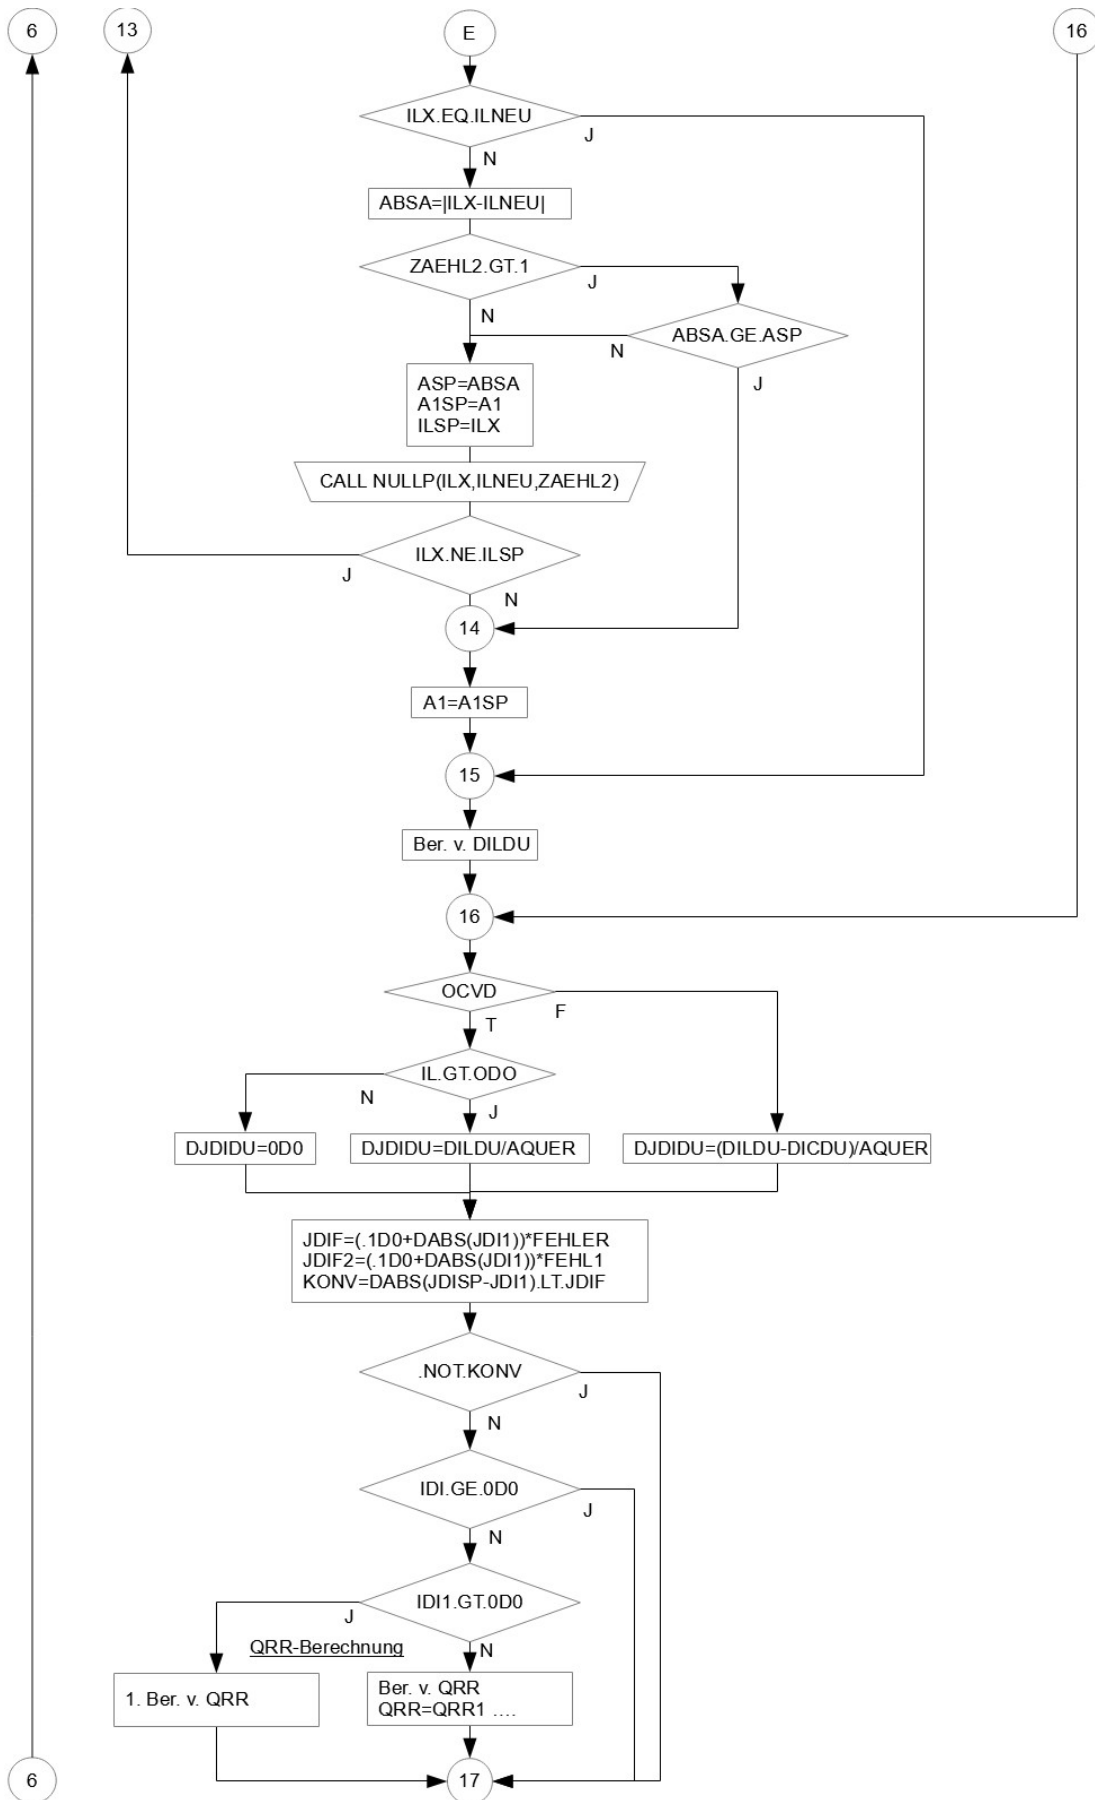 6
13
E
16
ILX.EQ.ILNEU
J
N
ABSA=|ILX-ILNEU|
ZAEHL2.GT.1
J
N
ABSA.GE.ASP
N
J
ASP=ABSA
A1SP=A1
ILSP=ILX
CALL NULLP(ILX,ILNEU,ZAEHL2)
ILX.NE.ILSP
J
N
14
A1=A1SP
15
Ber. v. DILDU
16
OCVD
F
T
IL.GT.ODO
N
J
DJDIDU=0D0
DJDIDU=DILDU/AQUER
DJDIDU=(DILDU-DICDU)/AQUER
JDIF=(.1D0+DABS(JDI1))*FEHLER
JDIF2=(.1D0+DABS(JDI1))*FEHL1
KONV=DABS(JDISP-JDI1).LT.JDIF
.NOT.KONV
J
N
IDI.GE.0D0
J
N
IDI1.GT.0D0
J
N
QRR-Berechnung
1. Ber. v. QRR
Ber. v. QRR
QRR=QRR1 ....
6
17